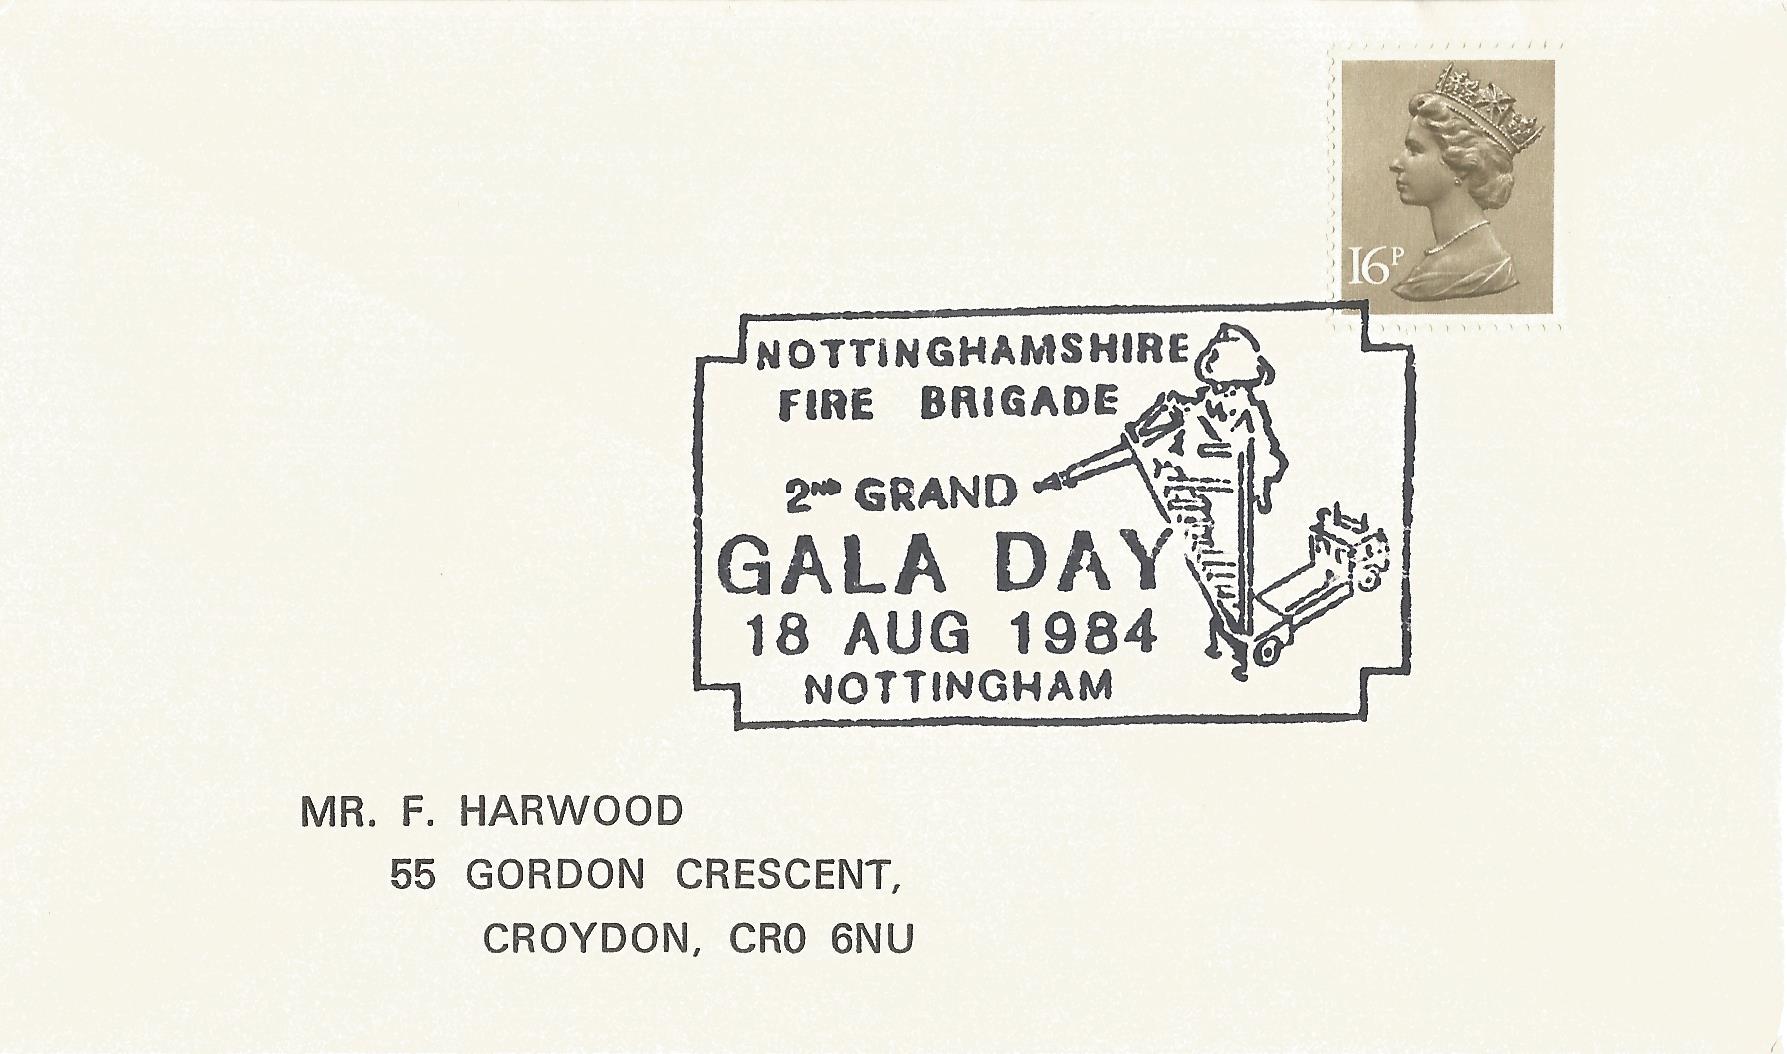 16P
NOTTINGHAMSHIRE
FIRE BRIGADE
2ND GRAND
GALA DAY
18 AUG 1984
NOTTINGHAM
MR. F. HARWOOD
55 GORDON CRESCENT,
CROYDON, CR0 6NU